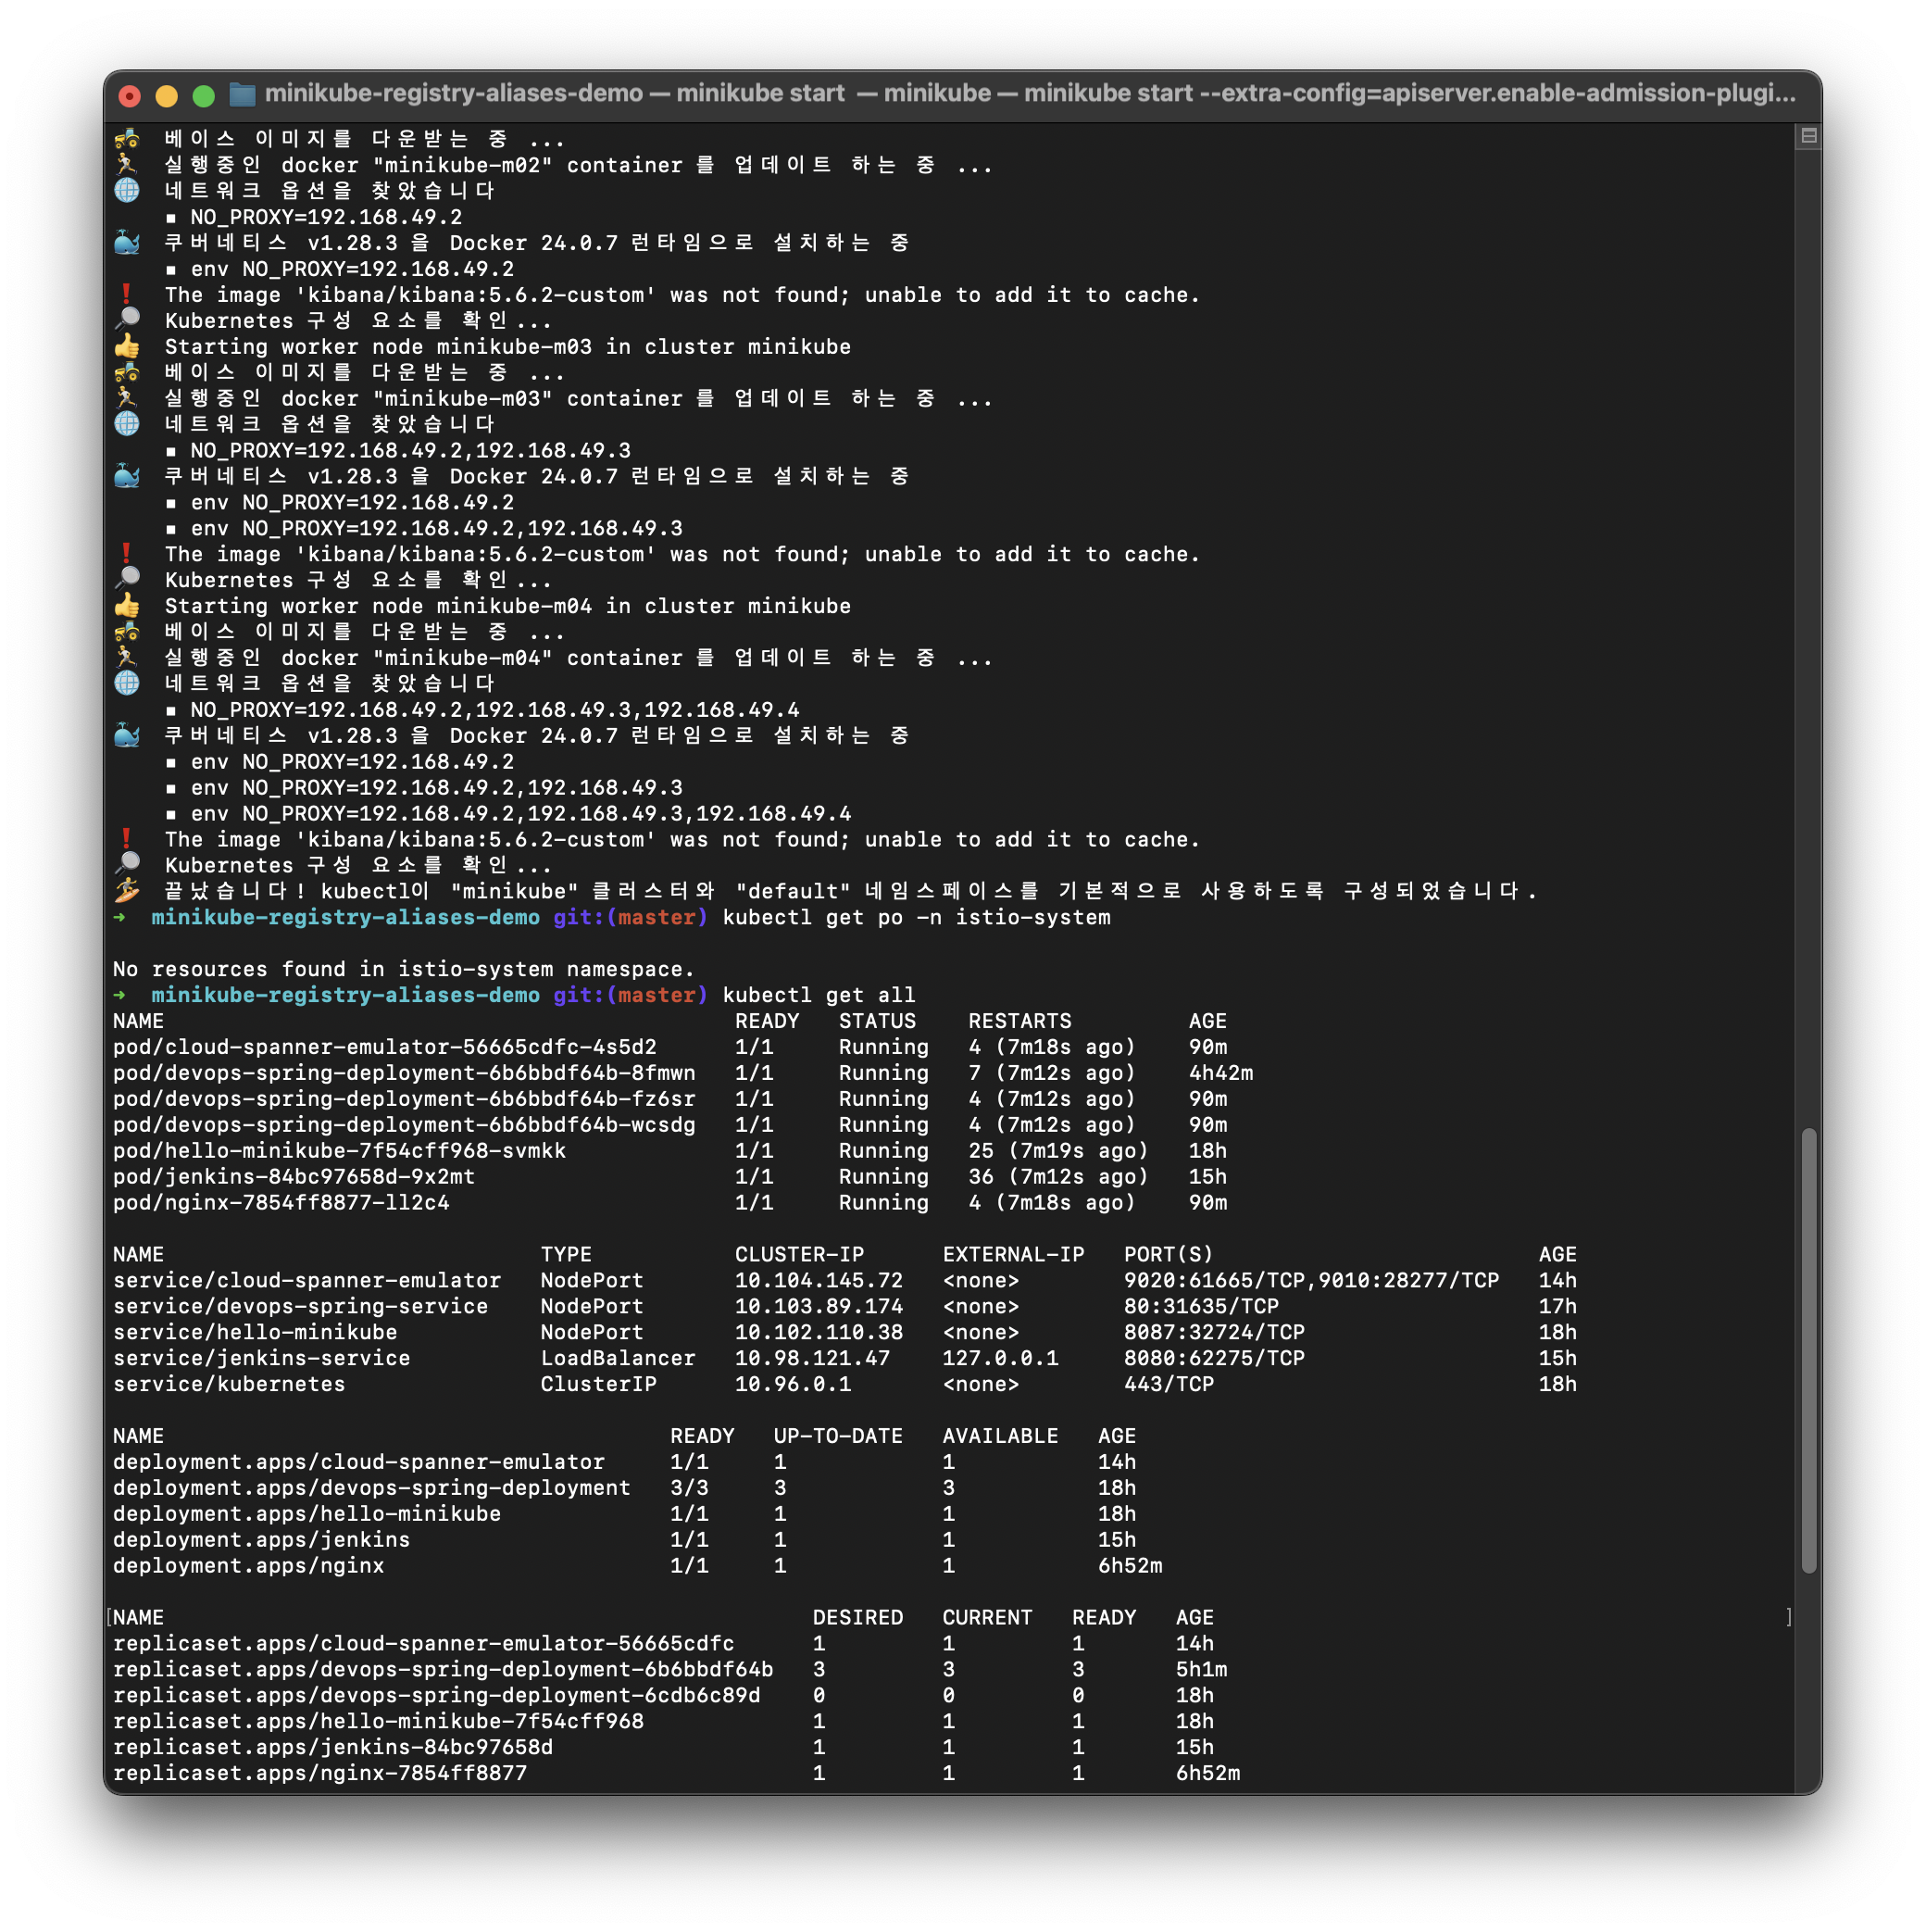 minikube-registry-aliases-demo — minikube start — minikube — minikube start --extra-config=apiserver.enable-admission-plugi...
베이스 이미지를 다운받는 중 ...
실행중인 docker "minikube-m02" container 를 업데이트 하는 중 ...
네트워크 옵션을 찾았습니다
▪ NO_PROXY=192.168.49.2
쿠버네티스 v1.28.3 을 Docker 24.0.7 런타임으로 설치하는 중
▪ env NO_PROXY=192.168.49.2
❗ The image 'kibana/kibana:5.6.2-custom' was not found; unable to add it to cache.
Kubernetes 구성 요소를 확인...
Starting worker node minikube-m03 in cluster minikube
베이스 이미지를 다운받는 중 ...
실행중인 docker "minikube-m03" container 를 업데이트 하는 중 ...
네트워크 옵션을 찾았습니다
▪ NO_PROXY=192.168.49.2,192.168.49.3
쿠버네티스 v1.28.3 을 Docker 24.0.7 런타임으로 설치하는 중
▪ env NO_PROXY=192.168.49.2
▪ env NO_PROXY=192.168.49.2,192.168.49.3
❗ The image 'kibana/kibana:5.6.2-custom' was not found; unable to add it to cache.
Kubernetes 구성 요소를 확인...
Starting worker node minikube-m04 in cluster minikube
베이스 이미지를 다운받는 중 ...
실행중인 docker "minikube-m04" container 를 업데이트 하는 중 ...
네트워크 옵션을 찾았습니다
▪ NO_PROXY=192.168.49.2,192.168.49.3,192.168.49.4
쿠버네티스 v1.28.3 을 Docker 24.0.7 런타임으로 설치하는 중
▪ env NO_PROXY=192.168.49.2
▪ env NO_PROXY=192.168.49.2,192.168.49.3
▪ env NO_PROXY=192.168.49.2,192.168.49.3,192.168.49.4
❗ The image 'kibana/kibana:5.6.2-custom' was not found; unable to add it to cache.
Kubernetes 구성 요소를 확인...
끝났습니다! kubectl이 "minikube" 클러스터와 "default" 네임스페이스를 기본적으로 사용하도록 구성되었습니다.
➜ minikube-registry-aliases-demo git:(master) kubectl get po -n istio-system
No resources found in istio-system namespace.
➜ minikube-registry-aliases-demo git:(master) kubectl get all
NAME READY STATUS RESTARTS AGE
pod/cloud-spanner-emulator-56665cdfc-4s5d2 1/1 Running 4 (7m18s ago) 90m
pod/devops-spring-deployment-6b6bbdf64b-8fmwn 1/1 Running 7 (7m12s ago) 4h42m
pod/devops-spring-deployment-6b6bbdf64b-fz6sr 1/1 Running 4 (7m12s ago) 90m
pod/devops-spring-deployment-6b6bbdf64b-wcsdg 1/1 Running 4 (7m12s ago) 90m
pod/hello-minikube-7f54cff968-svmkk 1/1 Running 25 (7m19s ago) 18h
pod/jenkins-84bc97658d-9x2mt 1/1 Running 36 (7m12s ago) 15h
pod/nginx-7854ff8877-ll2c4 1/1 Running 4 (7m18s ago) 90m
NAME TYPE CLUSTER-IP EXTERNAL-IP PORT(S) AGE
service/cloud-spanner-emulator NodePort 10.104.145.72 <none> 9020:61665/TCP,9010:28277/TCP 14h
service/devops-spring-service NodePort 10.103.89.174 <none> 80:31635/TCP 17h
service/hello-minikube NodePort 10.102.110.38 <none> 8087:32724/TCP 18h
service/jenkins-service LoadBalancer 10.98.121.47 127.0.0.1 8080:62275/TCP 15h
service/kubernetes ClusterIP 10.96.0.1 <none> 443/TCP 18h
NAME READY UP-TO-DATE AVAILABLE AGE
deployment.apps/cloud-spanner-emulator 1/1 1 1 14h
deployment.apps/devops-spring-deployment 3/3 3 3 18h
deployment.apps/hello-minikube 1/1 1 1 18h
deployment.apps/jenkins 1/1 1 1 15h
deployment.apps/nginx 1/1 1 1 6h52m
[NAME DESIRED CURRENT READY AGE ]
replicaset.apps/cloud-spanner-emulator-56665cdfc 1 1 1 14h
replicaset.apps/devops-spring-deployment-6b6bbdf64b 3 3 3 5h1m
replicaset.apps/devops-spring-deployment-6cdb6c89d 0 0 0 18h
replicaset.apps/hello-minikube-7f54cff968 1 1 1 18h
replicaset.apps/jenkins-84bc97658d 1 1 1 15h
replicaset.apps/nginx-7854ff8877 1 1 1 6h52m